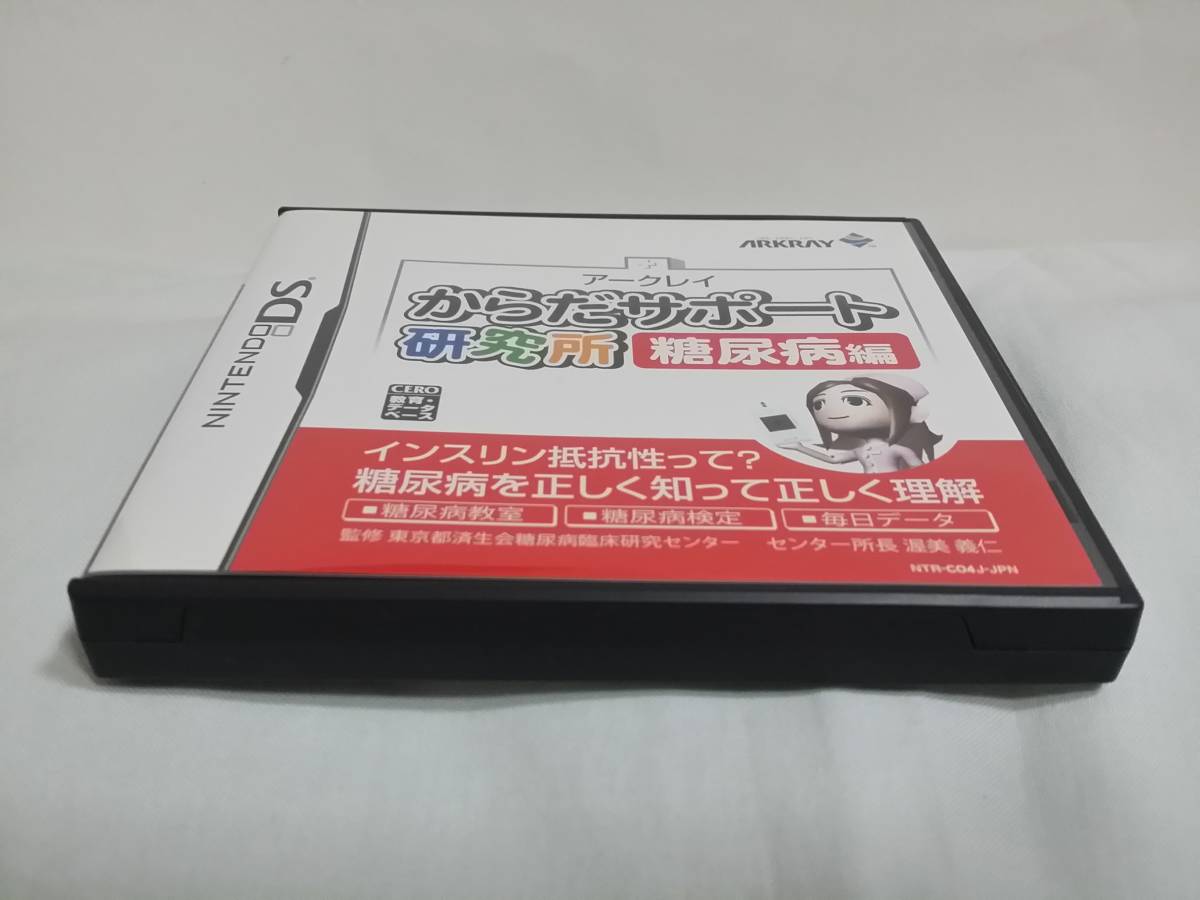 NINTENDO DS
ARKRAY
アークレイ
からだサポート
研究所 糖尿病編
CERO
教育・
データ
ベース
インスリン抵抗性って?
糖尿病を正しく知って正しく理解
■糖尿病教室 ■糖尿病検定 ■毎日データ
監修 東京都済生会糖尿病臨床研究センター センター所長 渥美 義仁
NTR-C04J-JPN